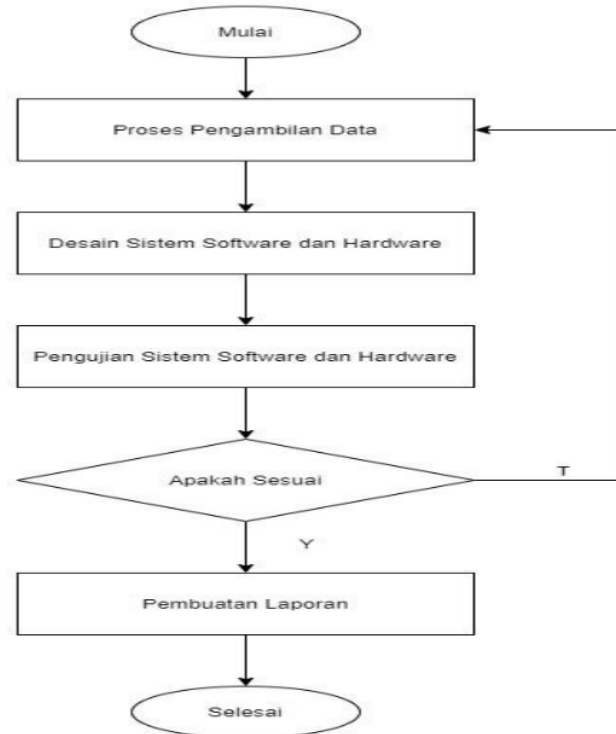 Mulai
Proses Pengambilan Data
Desain Sistem Software dan Hardware
Pengujian Sistem Software dan Hardware
Apakah Sesuai
T
Y
Pembuatan Laporan
Selesai